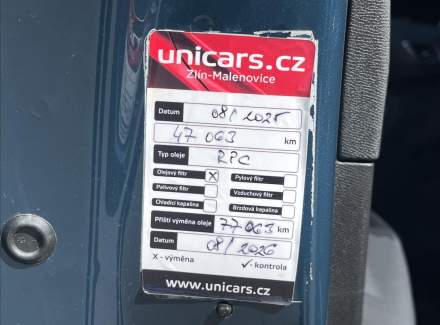 unicars.cz
Zlín-Malenovice
Datum 08/2025
47 063 km
Typ oleje RPC
Olejový filtr X Pylový filtr
Palivový filtr Vzduchový filtr
Chladící kapalina Brzdová kapalina
Příští výměna oleje 77 063 km
Datum 08/2026
X - výměna ✓ - kontrola
www.unicars.cz